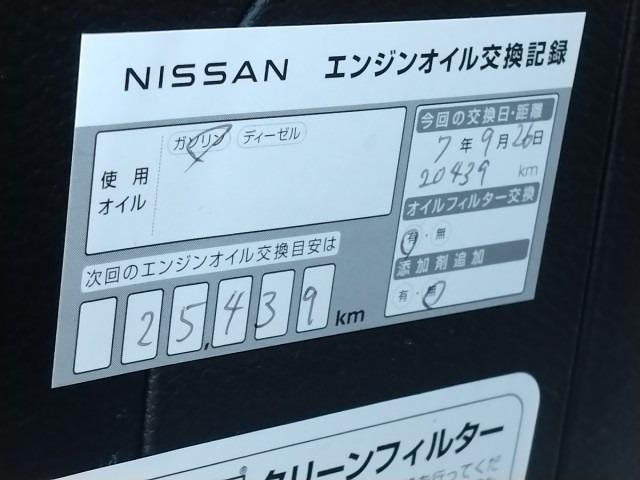 NISSAN エンジンオイル交換記録
使用
オイル
ガソリン ディーゼル
今回の交換日・距離
7年9月26日
20439 km
オイルフィルター交換
有・無
添加剤追加
有・無
次回のエンジンオイル交換目安は
25,439 km
クリーンフィルター